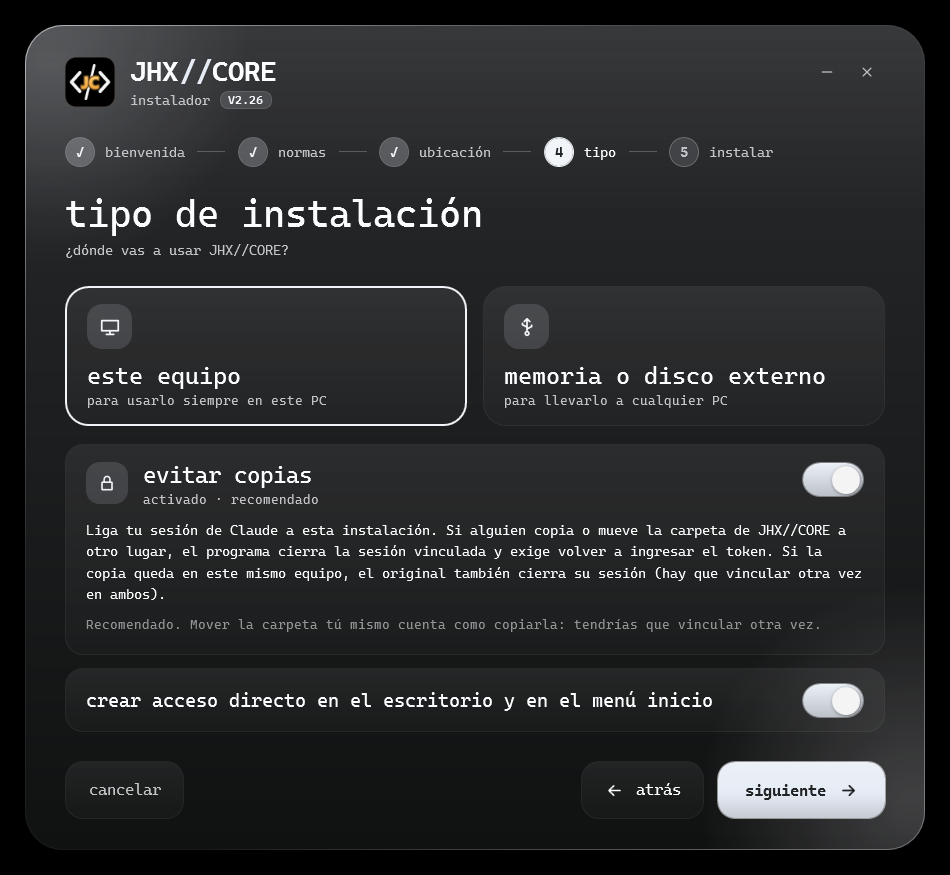 JC
JHX//CORE
instalador V2.26
✓ bienvenida ✓ normas ✓ ubicación 4 tipo 5 instalar
tipo de instalación
¿dónde vas a usar JHX//CORE?
este equipo
para usarlo siempre en este PC
memoria o disco externo
para llevarlo a cualquier PC
evitar copias
activado · recomendado
Liga tu sesión de Claude a esta instalación. Si alguien copia o mueve la carpeta de JHX//CORE a
otro lugar, el programa cierra la sesión vinculada y exige volver a ingresar el token. Si la
copia queda en este mismo equipo, el original también cierra su sesión (hay que vincular otra vez
en ambos).
Recomendado. Mover la carpeta tú mismo cuenta como copiarla: tendrías que vincular otra vez.
crear acceso directo en el escritorio y en el menú inicio
cancelar
← atrás
siguiente →